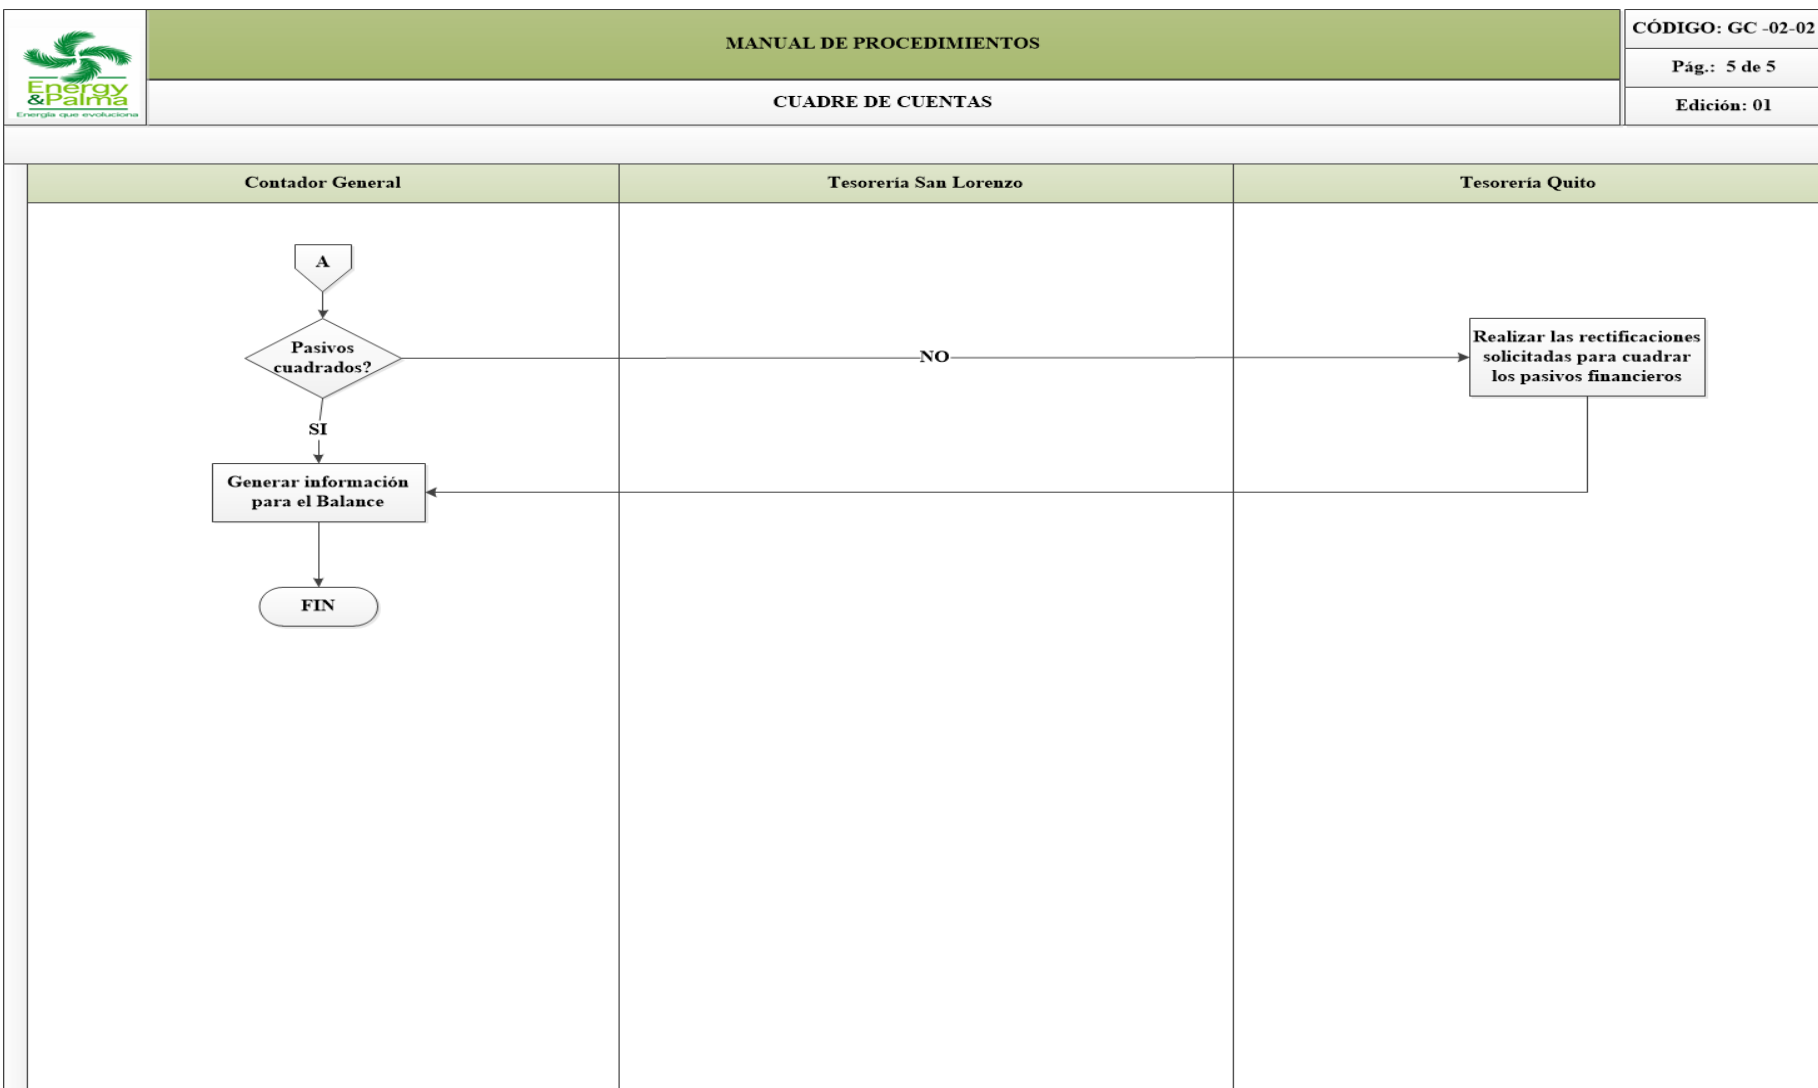 Energy
&Palma
Energía que evoluciona
MANUAL DE PROCEDIMIENTOS
CUADRE DE CUENTAS
CÓDIGO: GC -02-02
Pág.: 5 de 5
Edición: 01
Contador General
Tesorería San Lorenzo
Tesorería Quito
A
Pasivos
cuadrados?
NO
Realizar las rectificaciones
solicitadas para cuadrar
los pasivos financieros
SI
Generar información
para el Balance
FIN